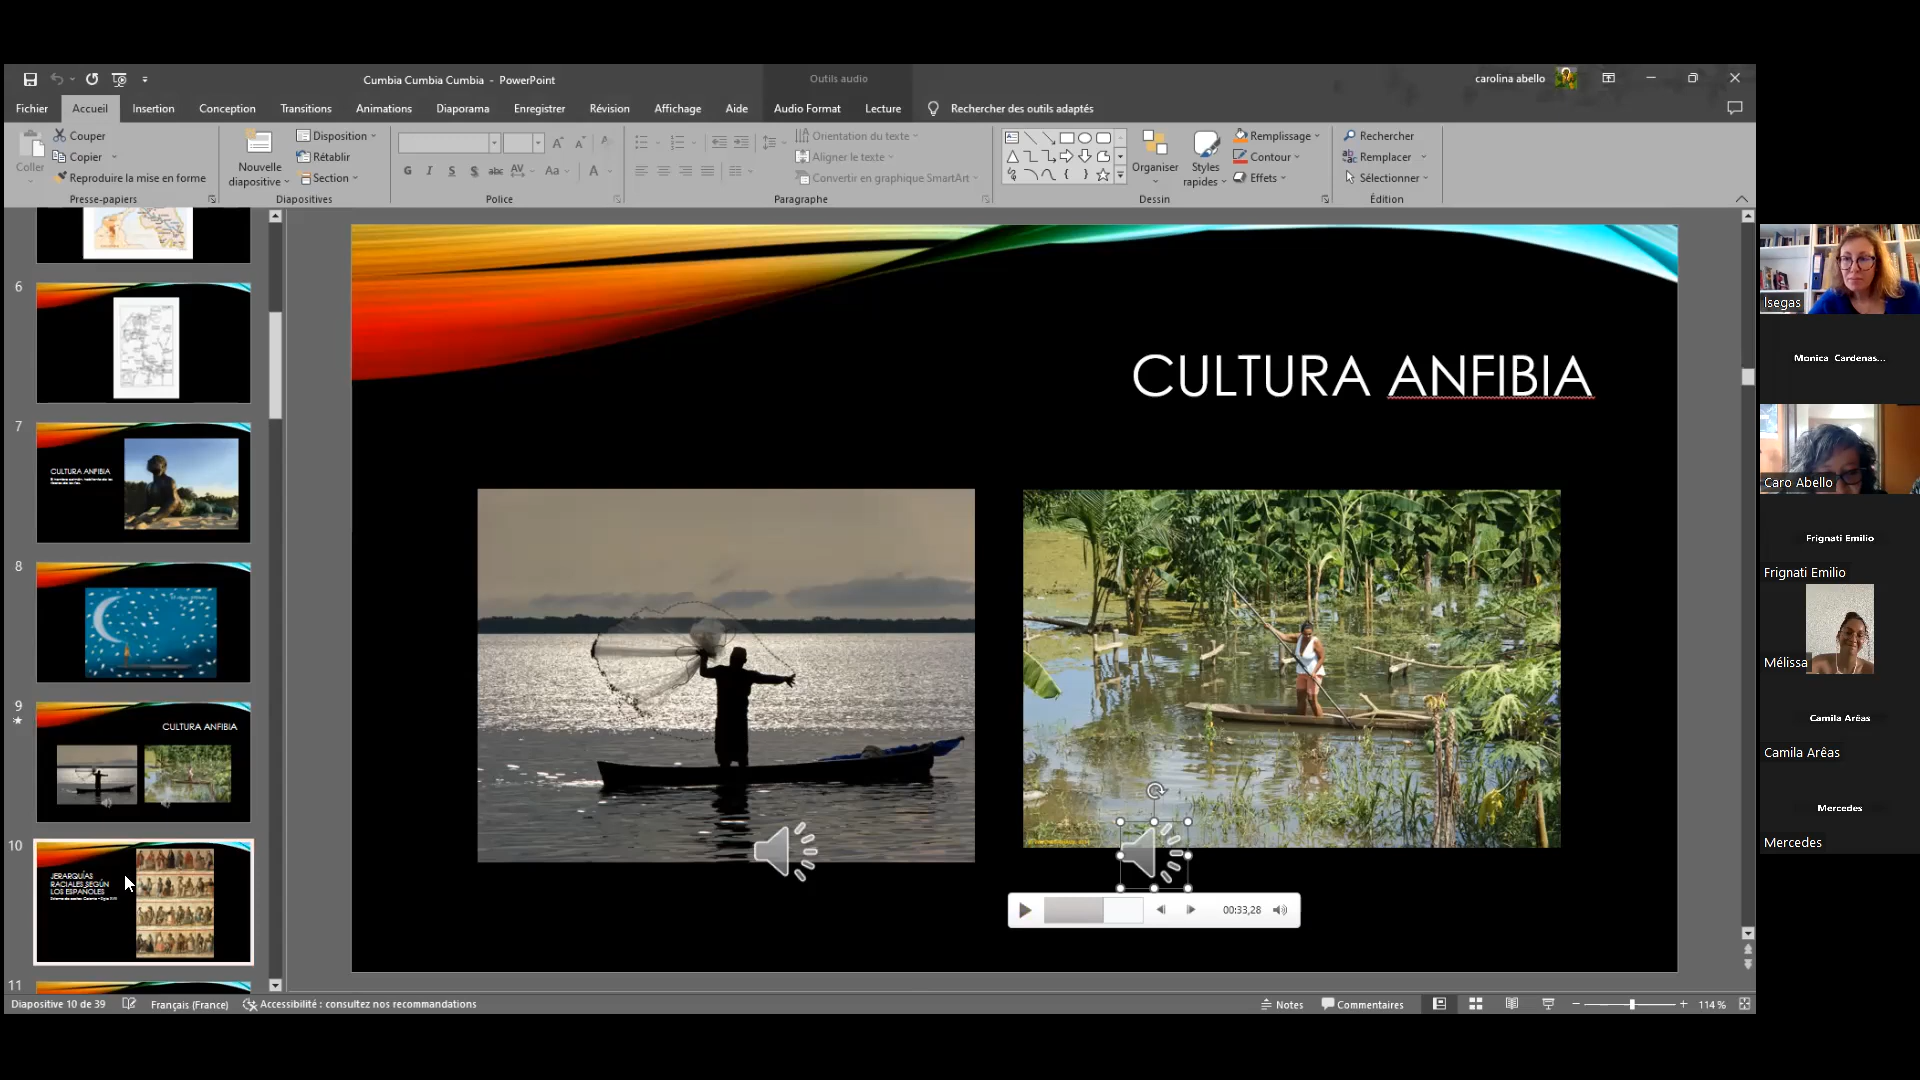 Cumbia Cumbia Cumbia - PowerPoint
Outils audio
carolina abello
Fichier Accueil Insertion Conception Transitions Animations Diaporama Enregistrer Révision Affichage Aide Audio Format Lecture Rechercher des outils adaptés
Coller
Couper
Copier
Reproduire la mise en forme
Presse-papiers
Nouvelle
diapositive
Disposition
Rétablir
Section
Diapositives
G I S S abc AV Aa A
Police
Orientation du texte
Aligner le texte
Convertir en graphique SmartArt
Paragraphe
Organiser
Styles
rapides
Remplissage
Contour
Effets
Dessin
Rechercher
Remplacer
Sélectionner
Édition
6
7
CULTURA ANFIBIA
8
9
CULTURA ANFIBIA
10
JERARQUÍAS
RACIALES SEGÚN
LOS ESPAÑOLES
11
CULTURA ANFIBIA
00:33,28
Diapositive 10 de 39 Français (France) Accessibilité : consultez nos recommandations
Notes Commentaires 114 %
lsegas
Monica Cardenas...
Caro Abello
Frignati Emilio
Frignati Emilio
Mélissa
Camila Arêas
Camila Arêas
Mercedes
Mercedes